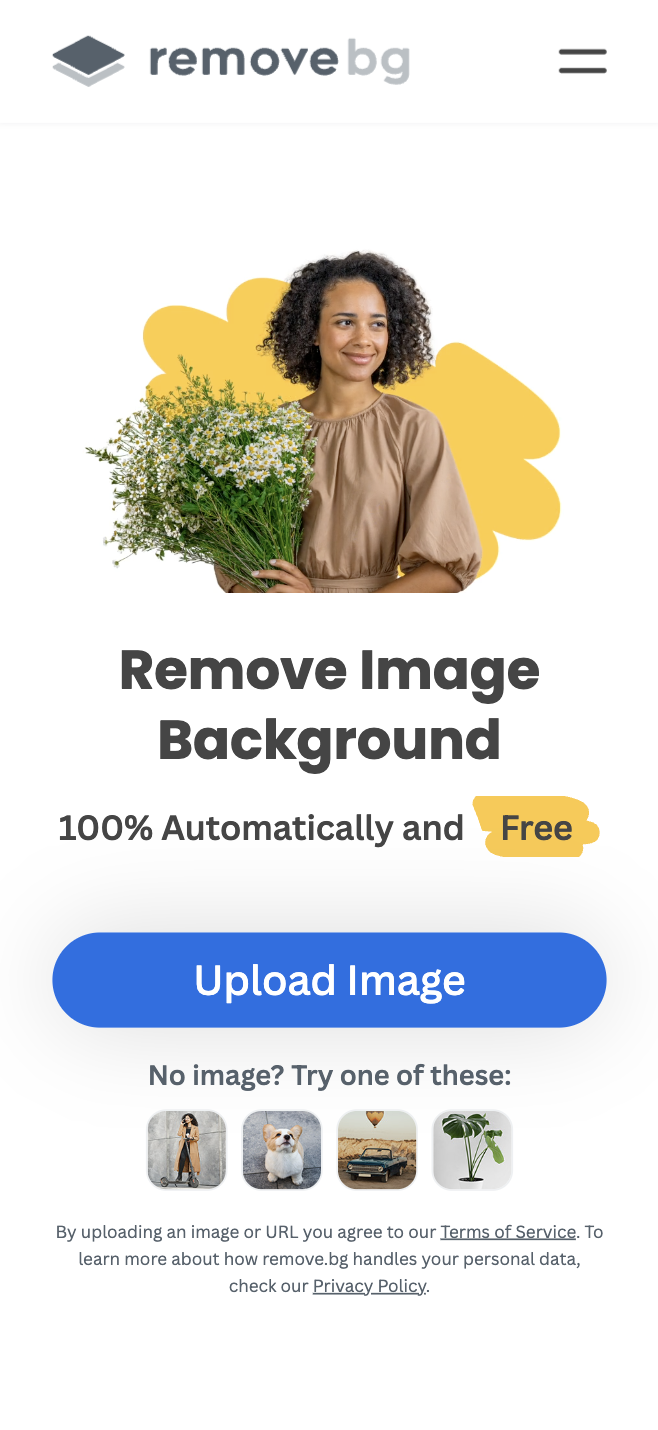 removebg
Remove Image
Background
100% Automatically and Free
Upload Image
No image? Try one of these:
By uploading an image or URL you agree to our Terms of Service. To
learn more about how remove.bg handles your personal data,
check our Privacy Policy.